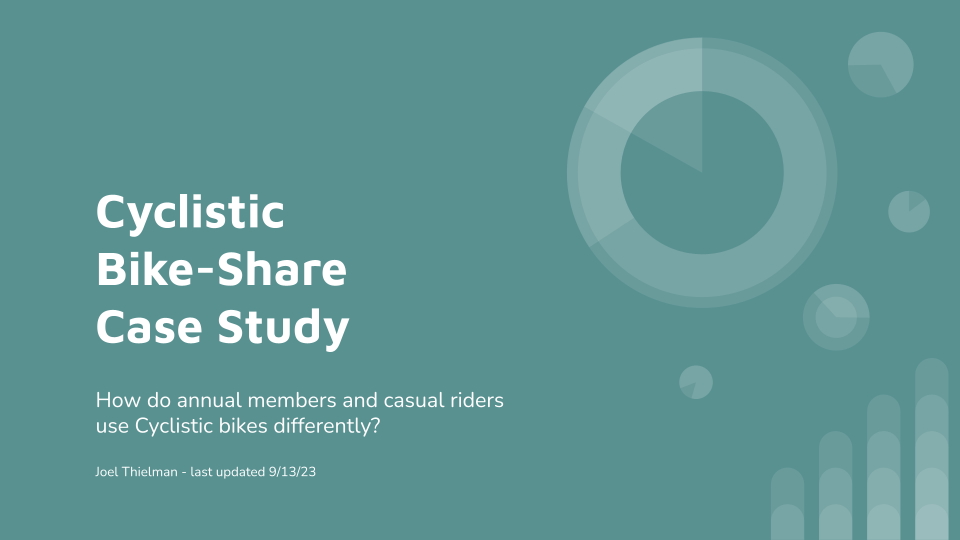 Cyclistic
Bike-Share
Case Study
How do annual members and casual riders
use Cyclistic bikes differently?
Joel Thielman - last updated 9/13/23